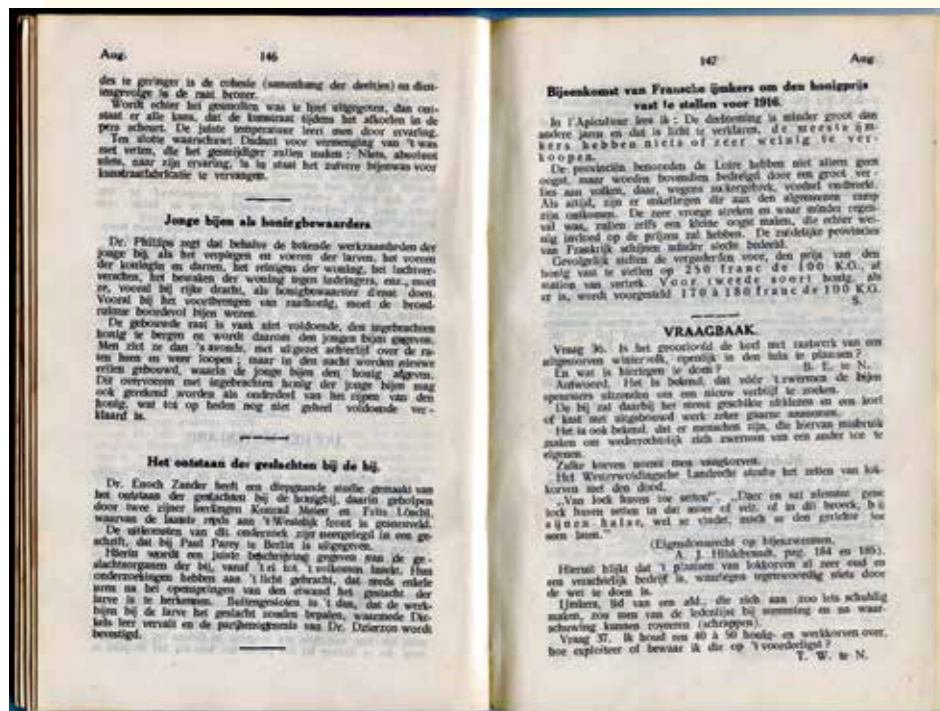 Aug. 146
des te geringer is de cohesie (samenhang der deeltjes) en dien-
tengevolge is de raat brozer.
Wordt echter het gesmolten was te heet uitgegoten, dan ont-
staat er alle kans, dat de kunstraat tijdens het afkoelen in de
pers scheurt. De juiste temperatuur leert men door ervaring.
Ten slotte waarschuwt Dadant voor vermenging van 't was
met vetten, die het gesmijdiger zullen maken: Niets, absoluut
niets, naar zijn ervaring, is in staat het zuivere bijenwas voor
kunstraatfabricatie te vervangen.
Jonge bijen als honigbewaarders
Dr. Phillips zegt dat behalve de bekende werkzaamheden der
jonge bij, als het verplegen en voeren der larven, het voeren
der koningin en darren, het reinigen der woning, het luchtver-
verschen, het bewaken der woning tegen indringers, enz., moet
ze, vooral bij rijke dracht, als honigbewaarster dienst doen.
Vooral bij het voortbrengen van raathonig, moet de broed-
ruimte boordevol bijen wezen.
De gebouwde raat is vaak niet voldoende, den ingebrachten
honig te bergen en wordt daarom den jongen bijen gegeven.
Men ziet ze dan 's avonds, met uitgezet achterlijf over de ra-
ten heen en weer loopen; maar in den nacht worden nieuwe
cellen gebouwd, waarin de jonge bijen den honig afgeven.
Dit overvoeren met ingebrachten honig der jonge bijen mag
ook gerekend worden als onderdeel van het rijpen van den
honig, wat tot op heden nog niet geheel voldoende ver-
klaard is.
Het ontstaan der geslachten bij de bij.
Dr. Enoch Zander heeft een diepgaande studie gemaakt van
het ontstaan der geslachten bij de honigbij, daarin geholpen
door twee zijner leerlingen Konrad Meier en Fritz Löschl,
waarvan de laatste reeds aan 't Westelijk front is gesneuveld.
De uitkomsten van dit onderzoek zijn neergelegd in een ge-
schrift, dat bij Paul Parey te Berlin is uitgegeven.
Hierin wordt een juiste beschrijving gegeven van de ge-
slachtsorganen der bij, vanaf 't ei tot 't volkomen insekt. Hun
onderzoekingen hebben aan 't licht gebracht, dat reeds enkele
uren na het openspringen van den eiwand het geslacht der
larve is te herkennen. Buitengesloten is 't dan, dat de werk-
bijen bij de larve het geslacht zouden bepalen, waarmede Dic-
kels leer vervalt en de parthenogenesis van Dr. Dzierzon wordt
bevestigd.
147 Aug
Bijeenkomst van Fransche ijmkers om den honigprijs
vast te stellen voor 1916.
In l'Apiculteur lees ik: De deelneming is minder groot dan
andere jaren en dat is licht te verklaren, de meeste ijm-
kers hebben niets of zeer weinig te ver-
koopen.
De provinciën benoorden de Loire hebben niet alleen geen
oogst, maar worden bovendien bedreigd door een groot ver-
lies aan volken, daar, wegens suikergebrek, voedsel ontbreekt.
Als altijd, zijn er enkelingen die aan den algemeenen ramp
zijn ontkomen. De zeer vroege streken en waar minder regen-
val was, zullen zelfs een kleine oogst maken, die echter wei-
nig invloed op de prijzen zal hebben. De zuidelijke provincies
van Frankrijk schijnen minder slecht bedeeld.
Gevolgelijk stellen de vergaderden voor, den prijs van den
honig vast te stellen op 250 franc de 100 K.G., af
station van vertrek. Voor tweede soort honig, als
er is, wordt voorgesteld 170 à 180 franc de 100 K.G.
S.
VRAAGBAAK.
Vraag 36. Is het geoorloofd de korf met raatwerk van een
uitgestorven wintervolk, openlijk in den tuin te plaatsen?
En wat is hiertegen te doen? B. E. te N.
Antwoord. Het is bekend, dat vóór 't zwermen de bijen
speursters uitzenden om een nieuw verblijf te zoeken.
De bij zal daarbij het meest geschikte uitkiezen en een korf
of kast met uitgebouwd werk zeker gaarne aannemen.
Het is ook bekend, dat er menschen zijn, die hiervan misbruik
maken om wederrechtelijk zich zwermen van een ander toe te
eigenen.
Zulke korven noemt men vangkorven.
Het Westerwoldingsche Landrecht strafte het zetten van lok-
korven met den dood.
„Van lock huven toe setten". „Daer en sal niemant gene
lock huven setten in dat moer of velt, of in dit broeck, bij
sijnen halse, wel se vindet, mach se den gerichte toe
seen laten."
(Eigendomsrecht op bijenzwermen,
A. J. Hildebrandt, pag. 184 en 185).
Hieruit blijkt dat 't plaatsen van lokkorven al zeer oud en
een verachtelijk bedrijf is, waartegen tegenwoordig niets door
de wet te doen is.
IJmkers, lid van een afd., die zich aan zoo iets schuldig
maken, zou men van de ledenlijst bij stemming en na waar-
schuwing kunnen royeeren (schrappen).
Vraag 37. Ik houd een 40 à 50 honig- en werkkorven over,
hoe exploiteer of bewaar ik die op 't voordeeligst?
T. W. te N.